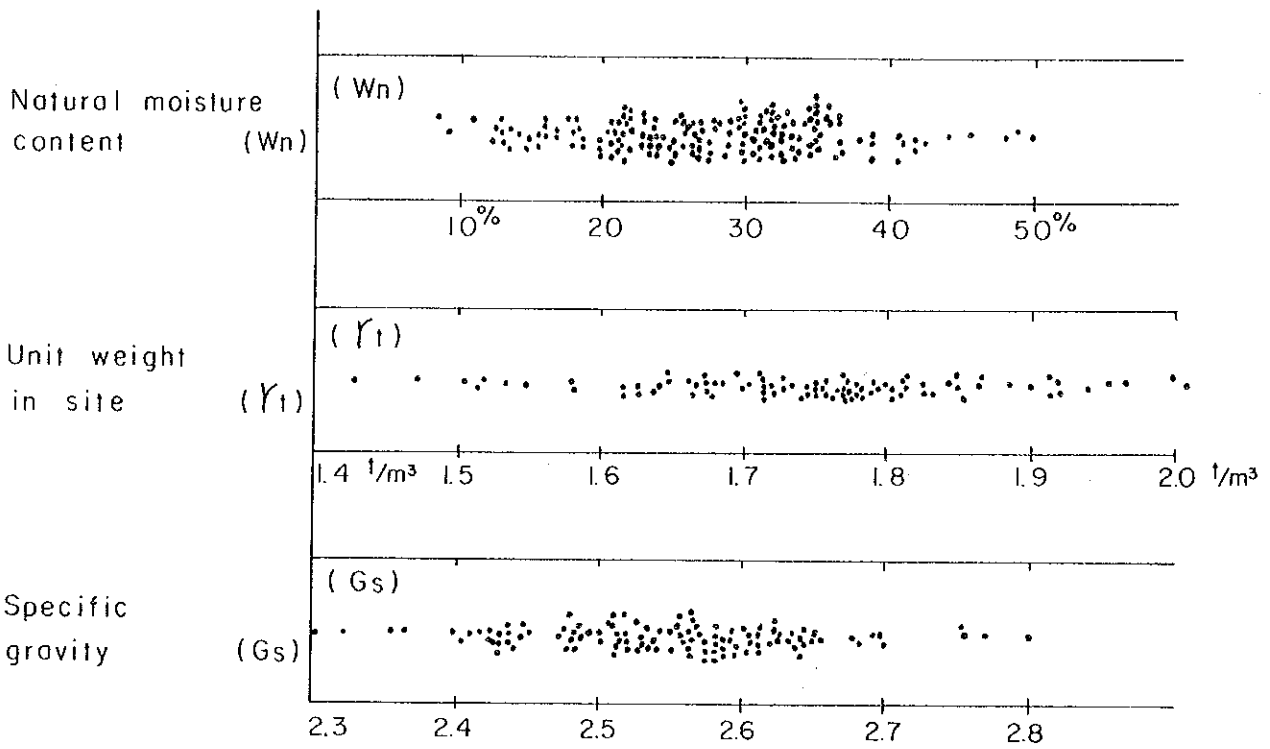 (Wn)
Natural moisture
content (Wn)
10% 20 30 40 50%
(γt)
Unit weight
in site (γt)
1.4 t/m³ 1.5 1.6 1.7 1.8 1.9 2.0 t/m³
(Gs)
Specific
gravity (Gs)
2.3 2.4 2.5 2.6 2.7 2.8